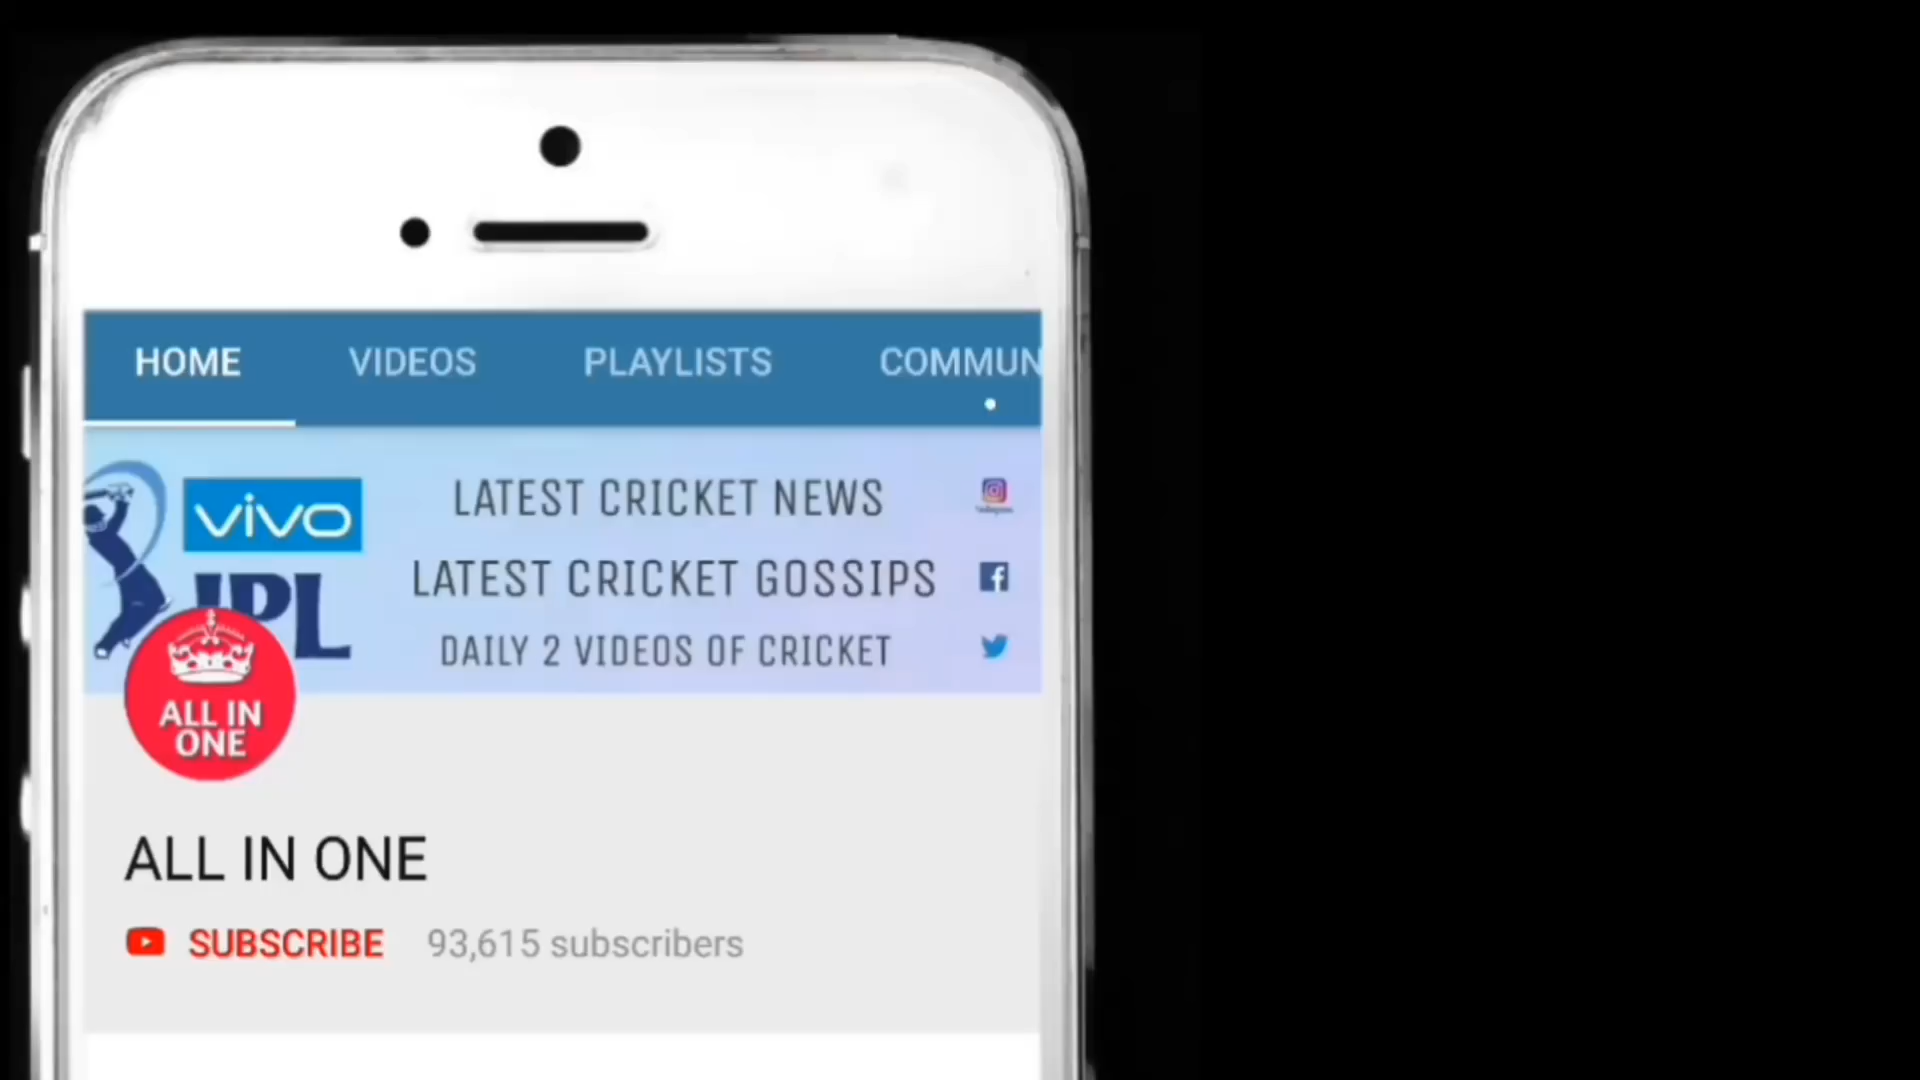 HOME VIDEOS PLAYLISTS COMMUN
vivo
IPL
LATEST CRICKET NEWS
LATEST CRICKET GOSSIPS
DAILY 2 VIDEOS OF CRICKET
ALL IN
ONE
ALL IN ONE
SUBSCRIBE 93,615 subscribers